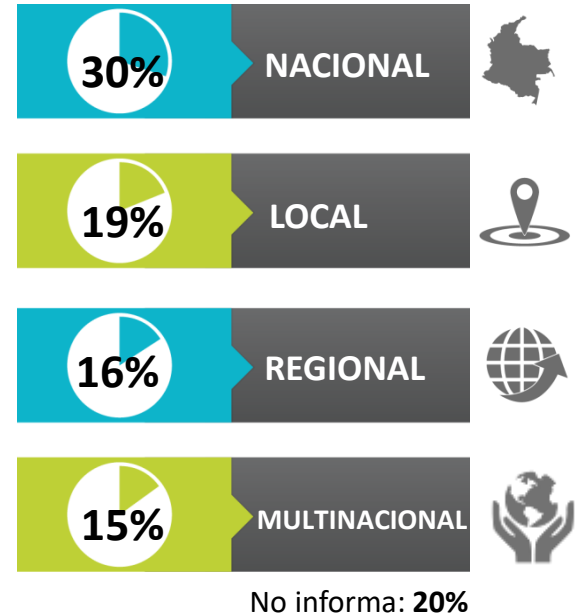 30% NACIONAL
19% LOCAL
16% REGIONAL
15% MULTINACIONAL
No informa: 20%